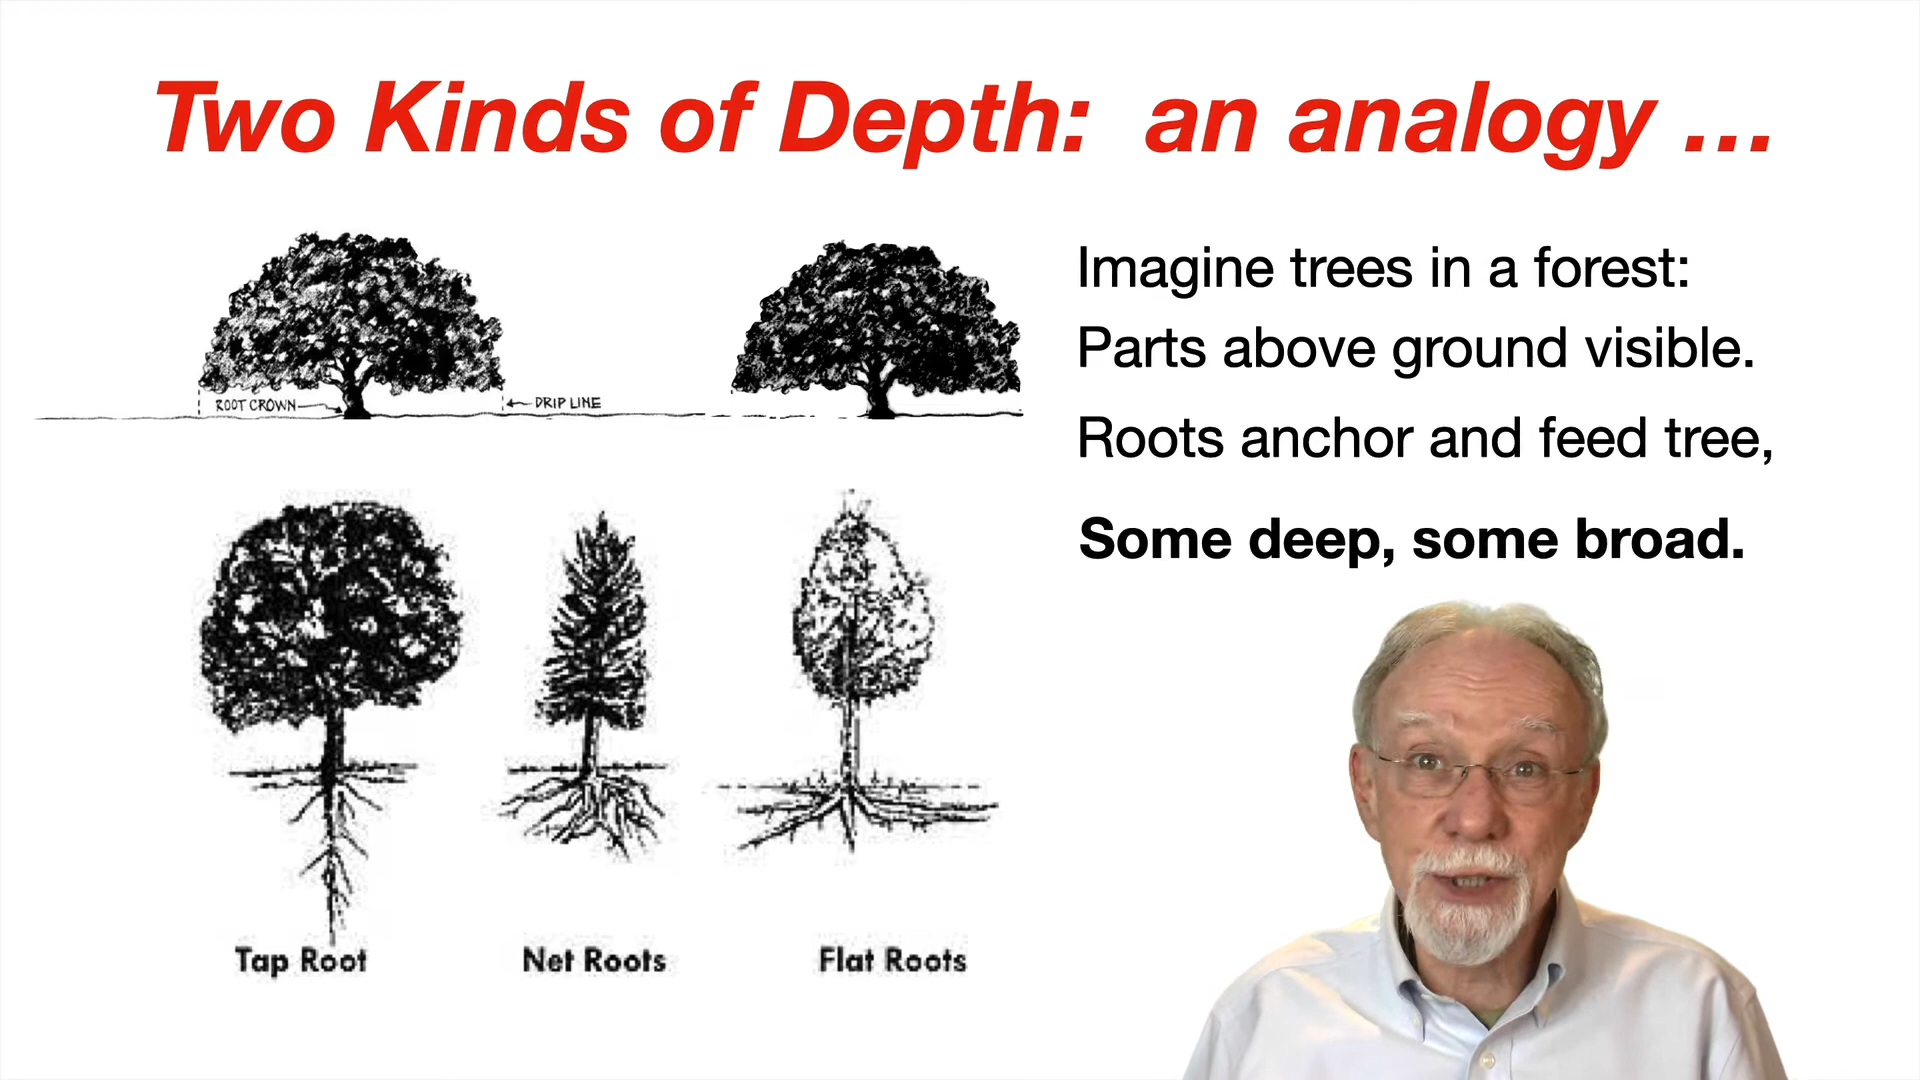 Two Kinds of Depth: an analogy ...
Imagine trees in a forest:
Parts above ground visible.
ROOT CROWN
DRIP LINE
Roots anchor and feed tree,
Some deep, some broad.
Tap Root
Net Roots
Flat Roots